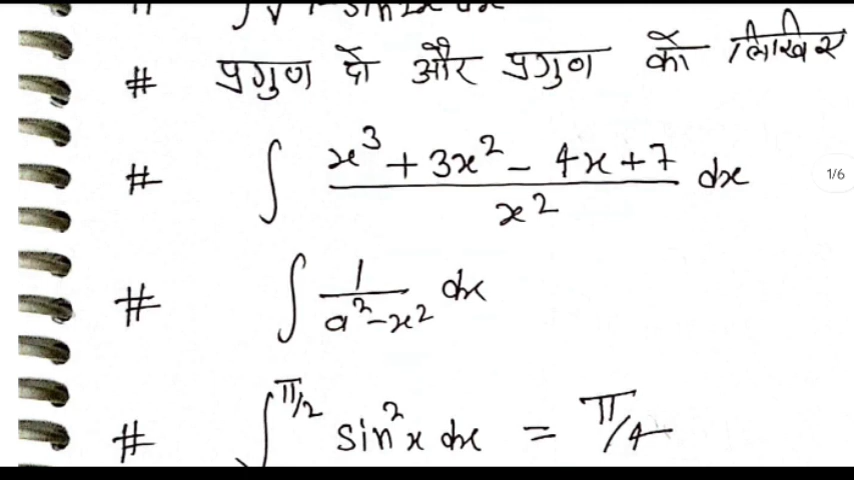 # प्रगुण दो और प्रगुण को लिखिए
# ∫ (x³ + 3x² - 4x + 7)/x² dx
1/6
# ∫ 1/(a² - x²) dx
# ∫^π/2 sin²x dx = π/4